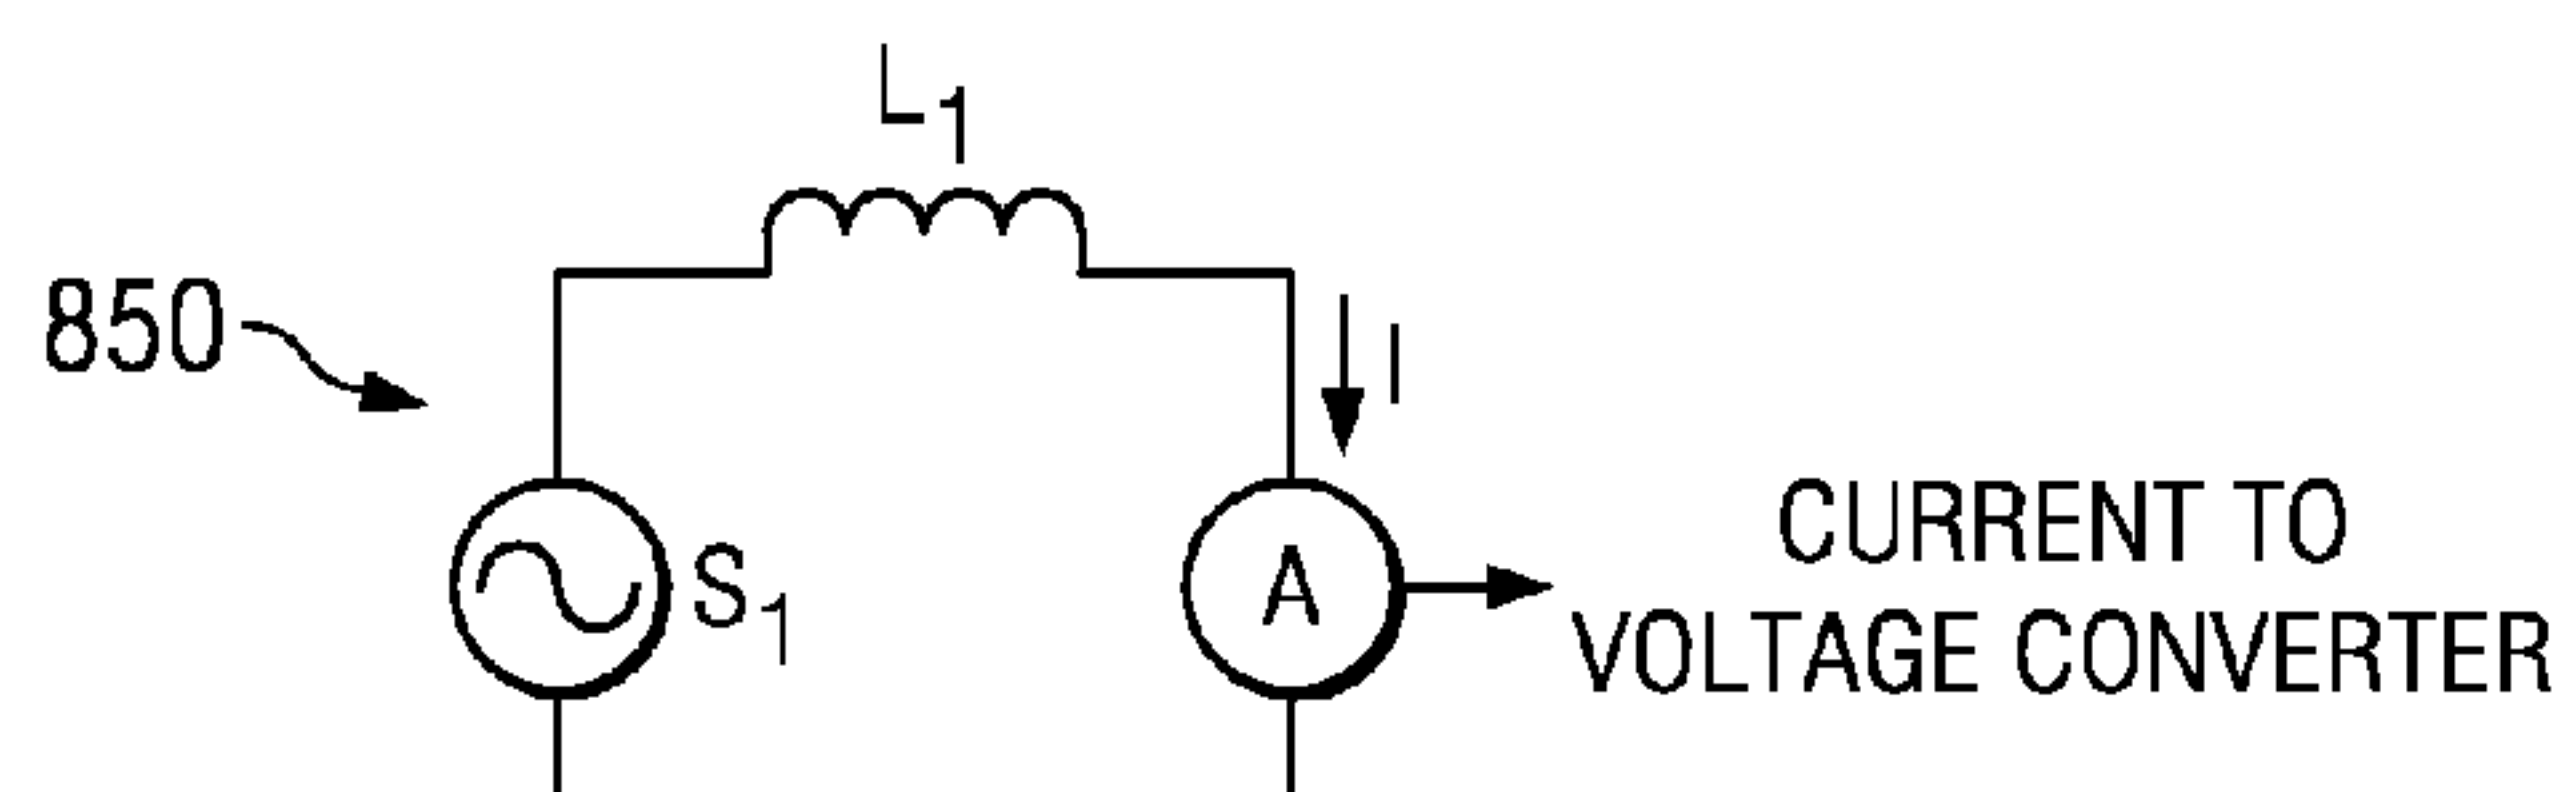 L1
850
I
S1
A
CURRENT TO
VOLTAGE CONVERTER